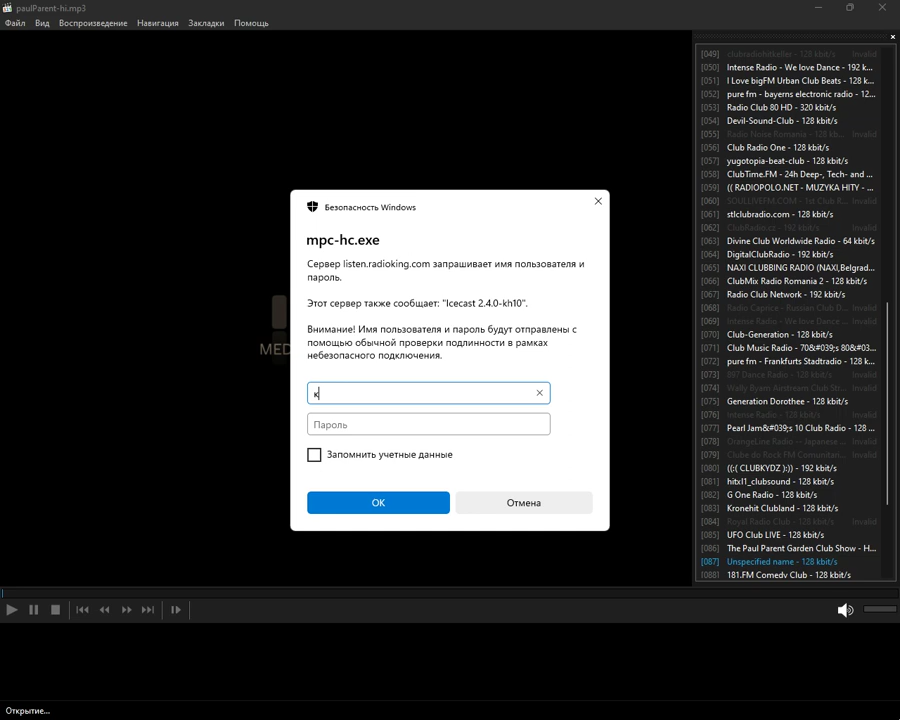 paulParent-hi.mp3
Файл Вид Воспроизведение Навигация Закладки Помощь
[049] clubradiohitkeller - 128 kbit/s Invalid
[050] Intense Radio - We love Dance - 192 k...
[051] I Love bigFM Urban Club Beats - 128 k...
[052] pure fm - bayerns electronic radio - 12...
[053] Radio Club 80 HD - 320 kbit/s
[054] Devil-Sound-Club - 128 kbit/s
[055] Radio Noise Romania - 128 kb... Invalid
[056] Club Radio One - 128 kbit/s
[057] yugotopia-beat-club - 128 kbit/s
[058] ClubTime.FM - 24h Deep-, Tech- and ...
[059] (( RADIOPOLO.NET - MUZYKA HITY - ...
[060] SOULLIVEFM.COM - 1st Club R... Invalid
[061] stlclubradio.com - 128 kbit/s
[062] ClubRadio.cz - 192 kbit/s Invalid
[063] Divine Club Worldwide Radio - 64 kbit/s
[064] DigitalClubRadio - 192 kbit/s
[065] NAXI CLUBBING RADIO (NAXI,Belgrad...
[066] ClubMix Radio Romania 2 - 128 kbit/s
[067] Radio Club Network - 192 kbit/s
[068] Radio Caprice - Russian Club D... Invalid
[069] Intense Radio - We love Dance ... Invalid
[070] Club-Generation - 128 kbit/s
[071] Club Music Radio - 70&#039;s 80&#03...
[072] pure fm - Frankfurts Stadtradio - 128 k...
[073] 897 Dance Radio - 128 kbit/s Invalid
[074] Wally Byam Airstream Club Str... Invalid
[075] Generation Dorothee - 128 kbit/s
[076] Intense Radio - 128 kbit/s Invalid
[077] Pearl Jam&#039;s 10 Club Radio - 128 ...
[078] OrangeLine Radio -- Japanese ... Invalid
[079] Clube do Rock FM Comunitari... Invalid
[080] ((:( CLUBKYDZ ):)) - 192 kbit/s
[081] hitxl1_clubsound - 128 kbit/s
[082] G One Radio - 128 kbit/s
[083] Kronehit Clubland - 128 kbit/s
[084] Royal Radio Club - 128 kbit/s Invalid
[085] UFO Club LIVE - 128 kbit/s
[086] The Paul Parent Garden Club Show - H...
[087] Unspecified name - 128 kbit/s
[088] 181.FM Comedy Club - 128 kbit/s
MED
Безопасность Windows
mpc-hc.exe
Сервер listen.radioking.com запрашивает имя пользователя и
пароль.
Этот сервер также сообщает: "Icecast 2.4.0-kh10".
Внимание! Имя пользователя и пароль будут отправлены с
помощью обычной проверки подлинности в рамках
небезопасного подключения.
к
Пароль
Запомнить учетные данные
ОК Отмена
Открытие...